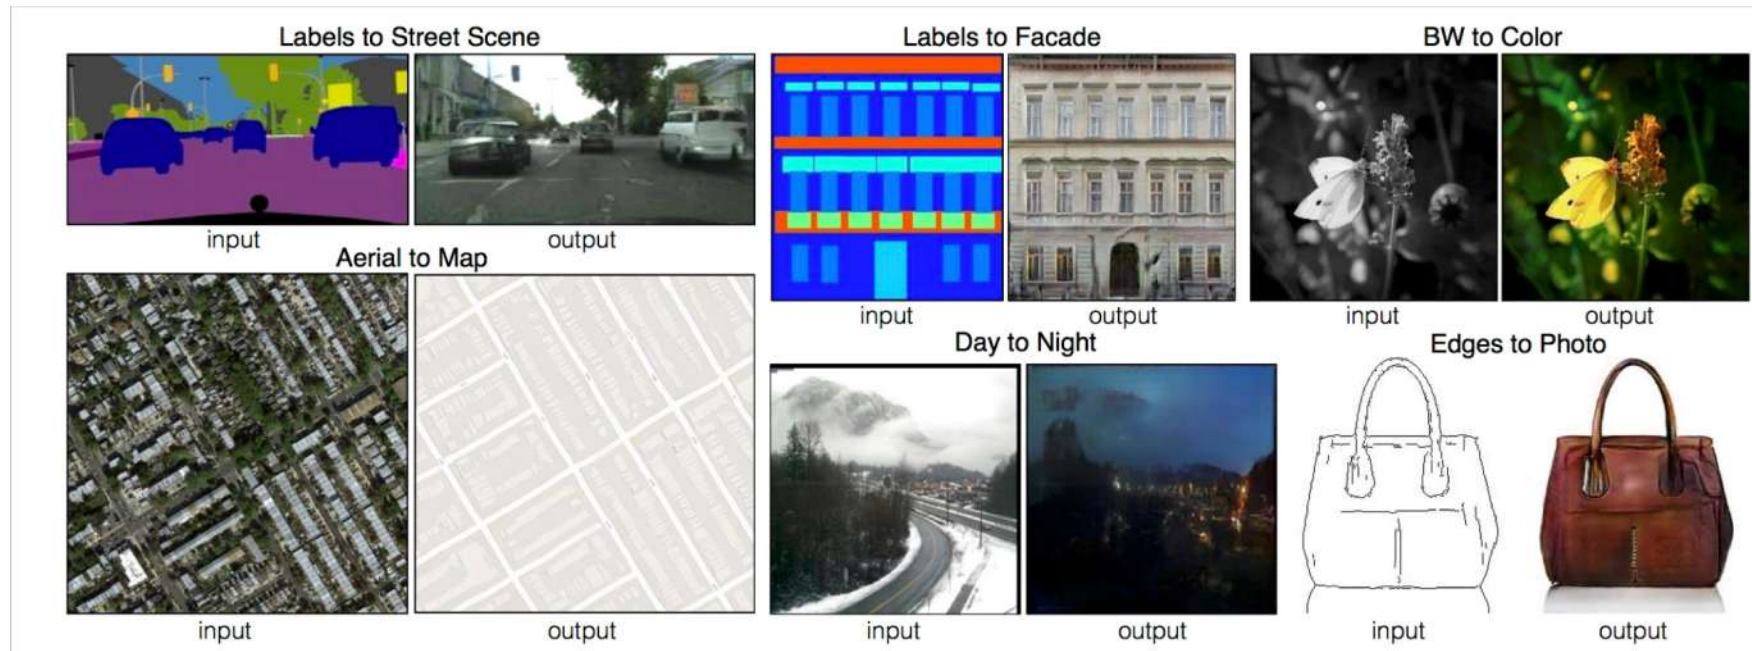 Labels to Street Scene
input
output
Aerial to Map
input
output
Labels to Facade
input
output
BW to Color
input
output
Day to Night
input
output
Edges to Photo
input
output